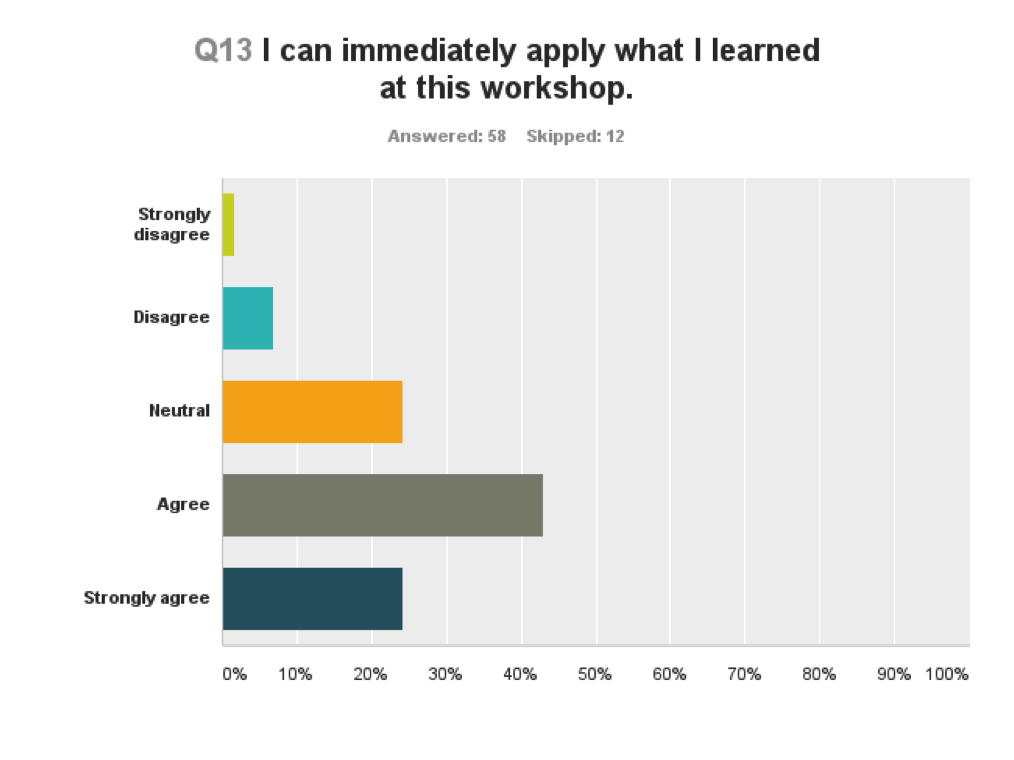 Q13 I can immediately apply what I learned
at this workshop.
Answered: 58 Skipped: 12
Strongly
disagree
Disagree
Neutral
Agree
Strongly agree
0% 10% 20% 30% 40% 50% 60% 70% 80% 90% 100%